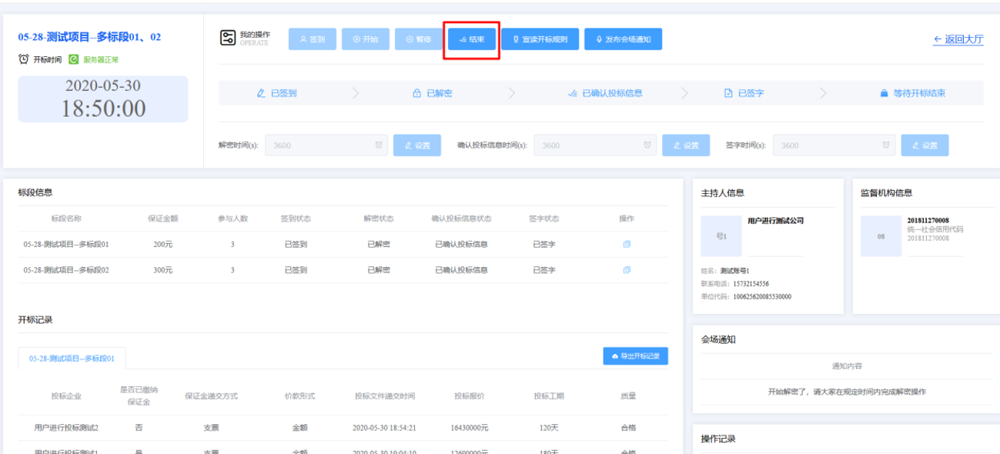 05-28-测试项目--多标段01、02
开标时间 服务器正常
2020-05-30
18:50:00
我的操作
OPERATE
签到 开始 暂停 结束 宣读开标规则 发布会场通知
← 返回大厅
已签到 已解密 已确认投标信息 已签字 等待开标结束
解密时间(s): 3600 设置 确认投标信息时间(s): 3600 设置 签字时间(s): 3600 设置
标段信息
标段名称 保证金额 参与人数 签到状态 解密状态 确认投标信息状态 签字状态 操作
05-28-测试项目--多标段01 200元 3 已签到 已解密 已确认投标信息 已签字
05-28-测试项目--多标段02 300元 3 已签到 已解密 已确认投标信息 已签字
开标记录
05-28-测试项目--多标段01
导出开标记录
投标企业 是否已缴纳保证金 保证金递交方式 价款形式 投标文件递交时间 投标报价 投标工期 质量
用户进行投标测试2 否 支票 金额 2020-05-30 18:54:21 16430000元 120天 合格
用户进行投标测试1 是 支票 金额 2020-05-30 19:04:10 12690000元 180天 合格
主持人信息
号1
用户进行测试公司
姓名: 测试账号1
联系电话: 15732154556
单位代码: 100625620085530000
监督机构信息
08
201811270008
统一社会信用代码
201811270008
会场通知
通知内容
开始解密了，请大家在规定时间内完成解密操作
操作记录